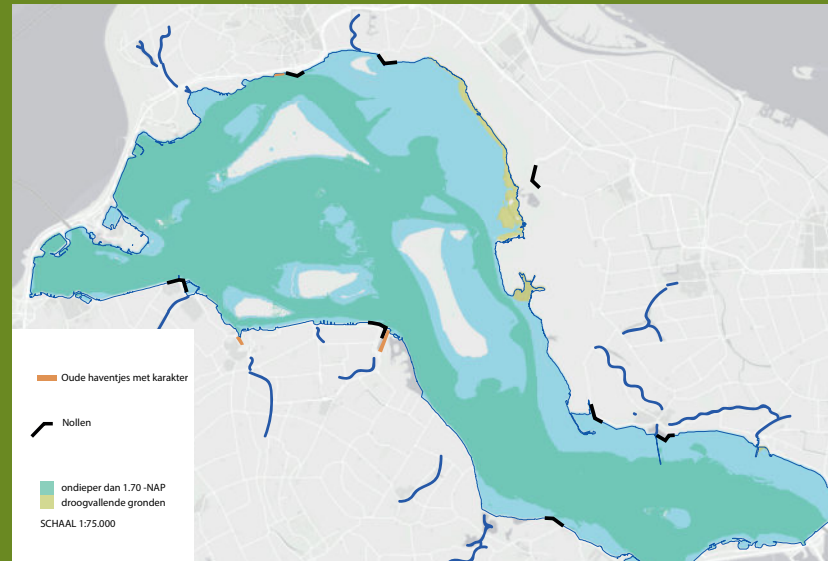 Oude haventjes met karakter
Nollen
ondieper dan 1.70 -NAP
droogvallende gronden
SCHAAL 1:75.000